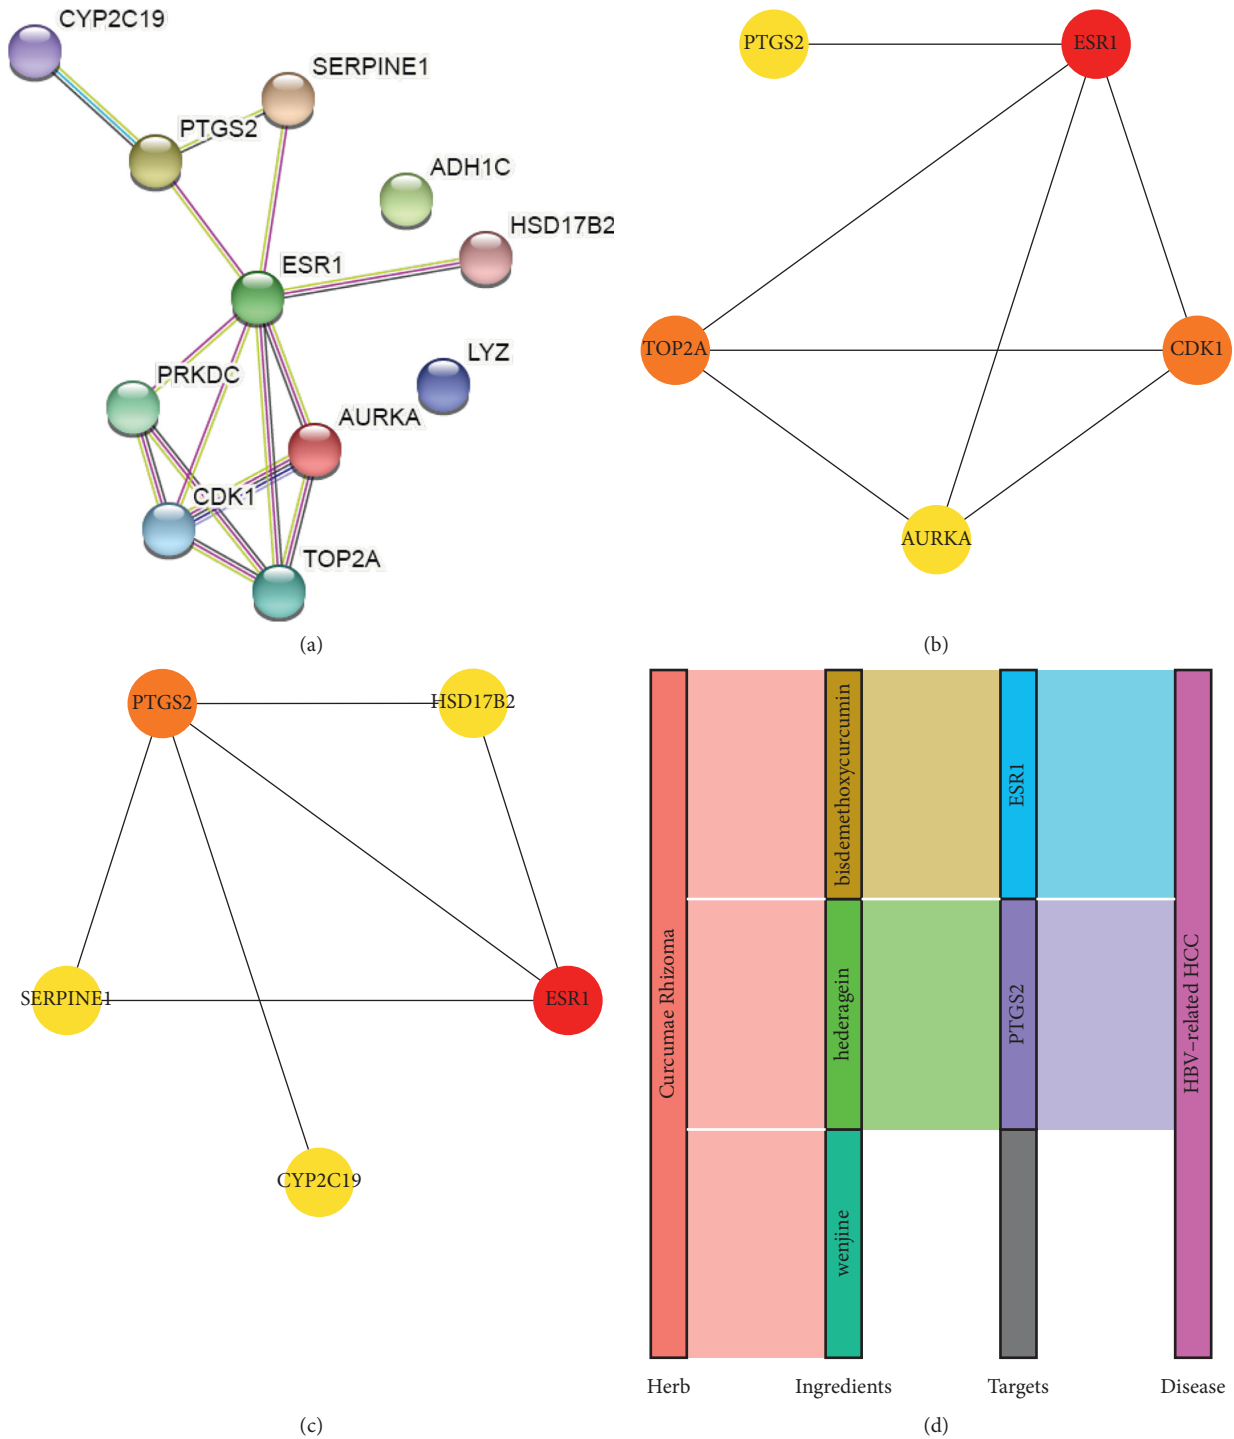 CYP2C19
SERPINE1
PTGS2
ADH1C
HSD17B2
ESR1
LYZ
PRKDC
AURKA
CDK1
TOP2A
(a)
PTGS2
ESR1
TOP2A
CDK1
AURKA
(b)
PTGS2
HSD17B2
SERPINE1
ESR1
CYP2C19
(c)
Curcumae Rhizoma
bisdemethoxycurcumin
hederagein
wenjine
ESR1
PTGS2
HBV-related HCC
Herb
Ingredients
Targets
Disease
(d)